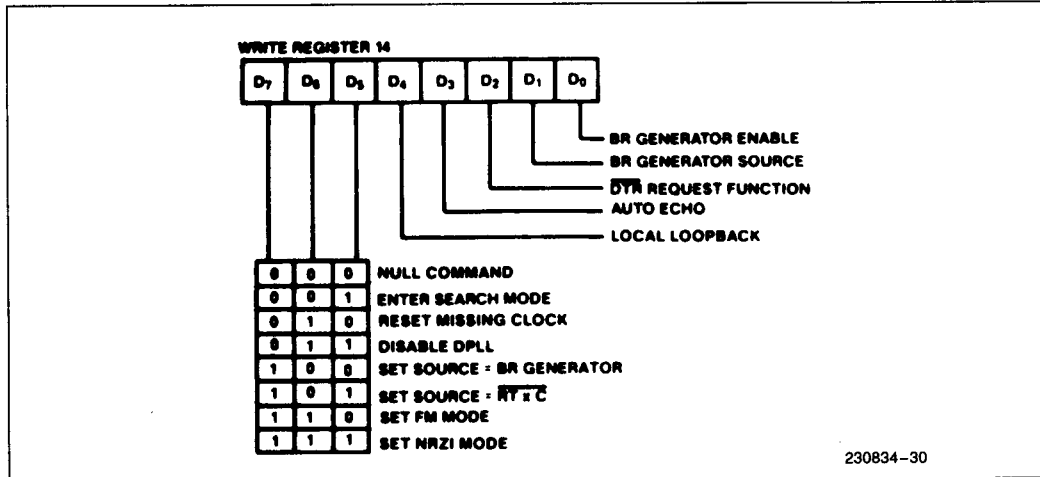 WRITE REGISTER 14
D7 D6 D5 D4 D3 D2 D1 D0
BR GENERATOR ENABLE
BR GENERATOR SOURCE
D̅T̅R̅ REQUEST FUNCTION
AUTO ECHO
LOCAL LOOPBACK
0 0 0 NULL COMMAND
0 0 1 ENTER SEARCH MODE
0 1 0 RESET MISSING CLOCK
0 1 1 DISABLE DPLL
1 0 0 SET SOURCE = BR GENERATOR
1 0 1 SET SOURCE = R̅T̅x̅C̅
1 1 0 SET FM MODE
1 1 1 SET NRZI MODE
230834-30